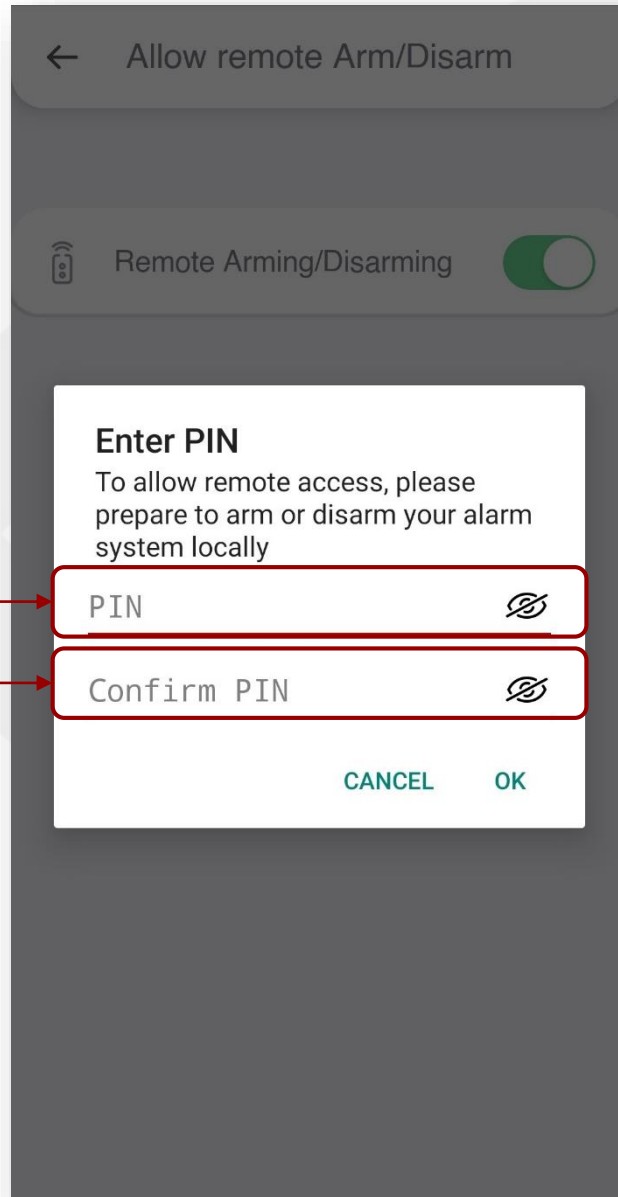 Allow remote Arm/Disarm
Remote Arming/Disarming
Enter PIN
To allow remote access, please
prepare to arm or disarm your alarm
system locally
PIN
Confirm PIN
CANCEL OK